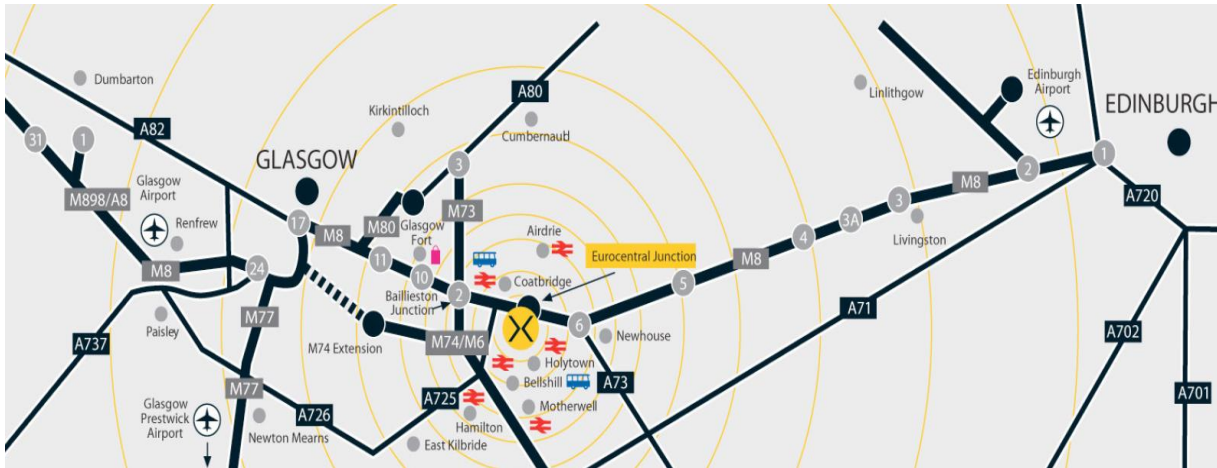 Dumbarton
A82
Kirkintilloch
A80
Cumbernauld
Linlithgow
Edinburgh
Airport
EDINBURGH
31
1
GLASGOW
3
M898/A8
Glasgow
Airport
Renfrew
17
M8
M80
Glasgow
Fort
M73
Airdrie
Eurocentral Junction
M8
2
1
3
3A
4
Livingston
A720
M8
24
11
10
Baillieston
Junction
2
Coatbridge
5
M8
A71
Paisley
M77
M74 Extension
M74/M6
6
Newhouse
A737
Holytown
A702
M77
Bellshill
A73
A701
Glasgow
Prestwick
Airport
A726
A725
Motherwell
Newton Mearns
Hamilton
East Kilbride